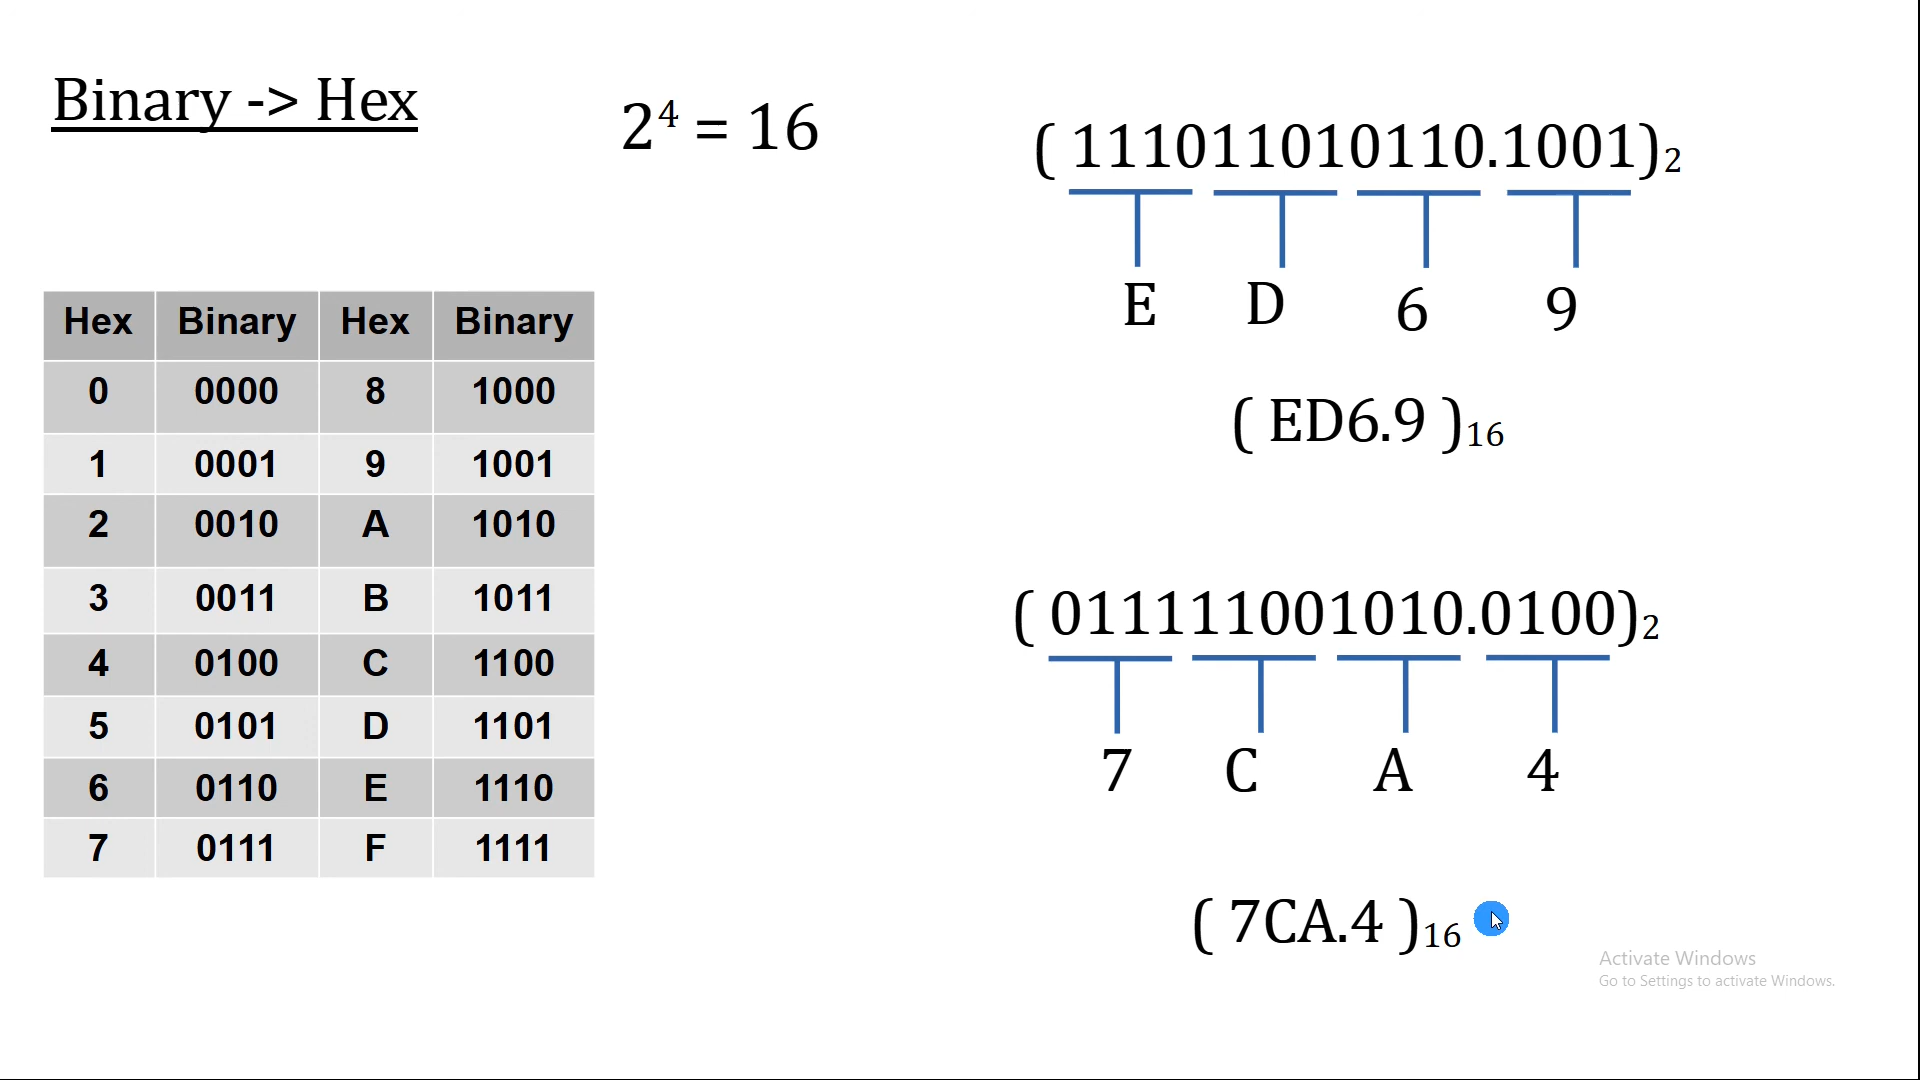 Binary -> Hex
2⁴ = 16
Hex Binary Hex Binary
0 0000 8 1000
1 0001 9 1001
2 0010 A 1010
3 0011 B 1011
4 0100 C 1100
5 0101 D 1101
6 0110 E 1110
7 0111 F 1111
( 111011010110.1001)₂
E D 6 9
( ED6.9 )₁₆
( 011111001010.0100)₂
7 C A 4
( 7CA.4 )₁₆
Activate Windows
Go to Settings to activate Windows.